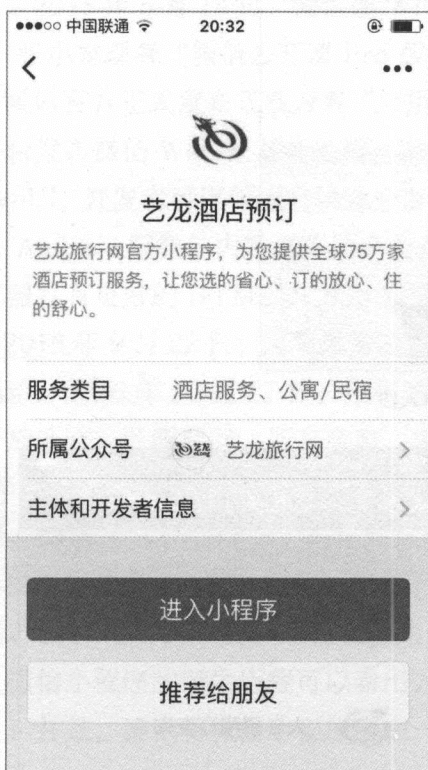 中国联通 20:32
艺龙酒店预订
艺龙旅行网官方小程序，为您提供全球75万家
酒店预订服务，让您选的省心、订的放心、住
的舒心。
服务类目 酒店服务、公寓/民宿
所属公众号 艺龙 艺龙旅行网
主体和开发者信息
进入小程序
推荐给朋友